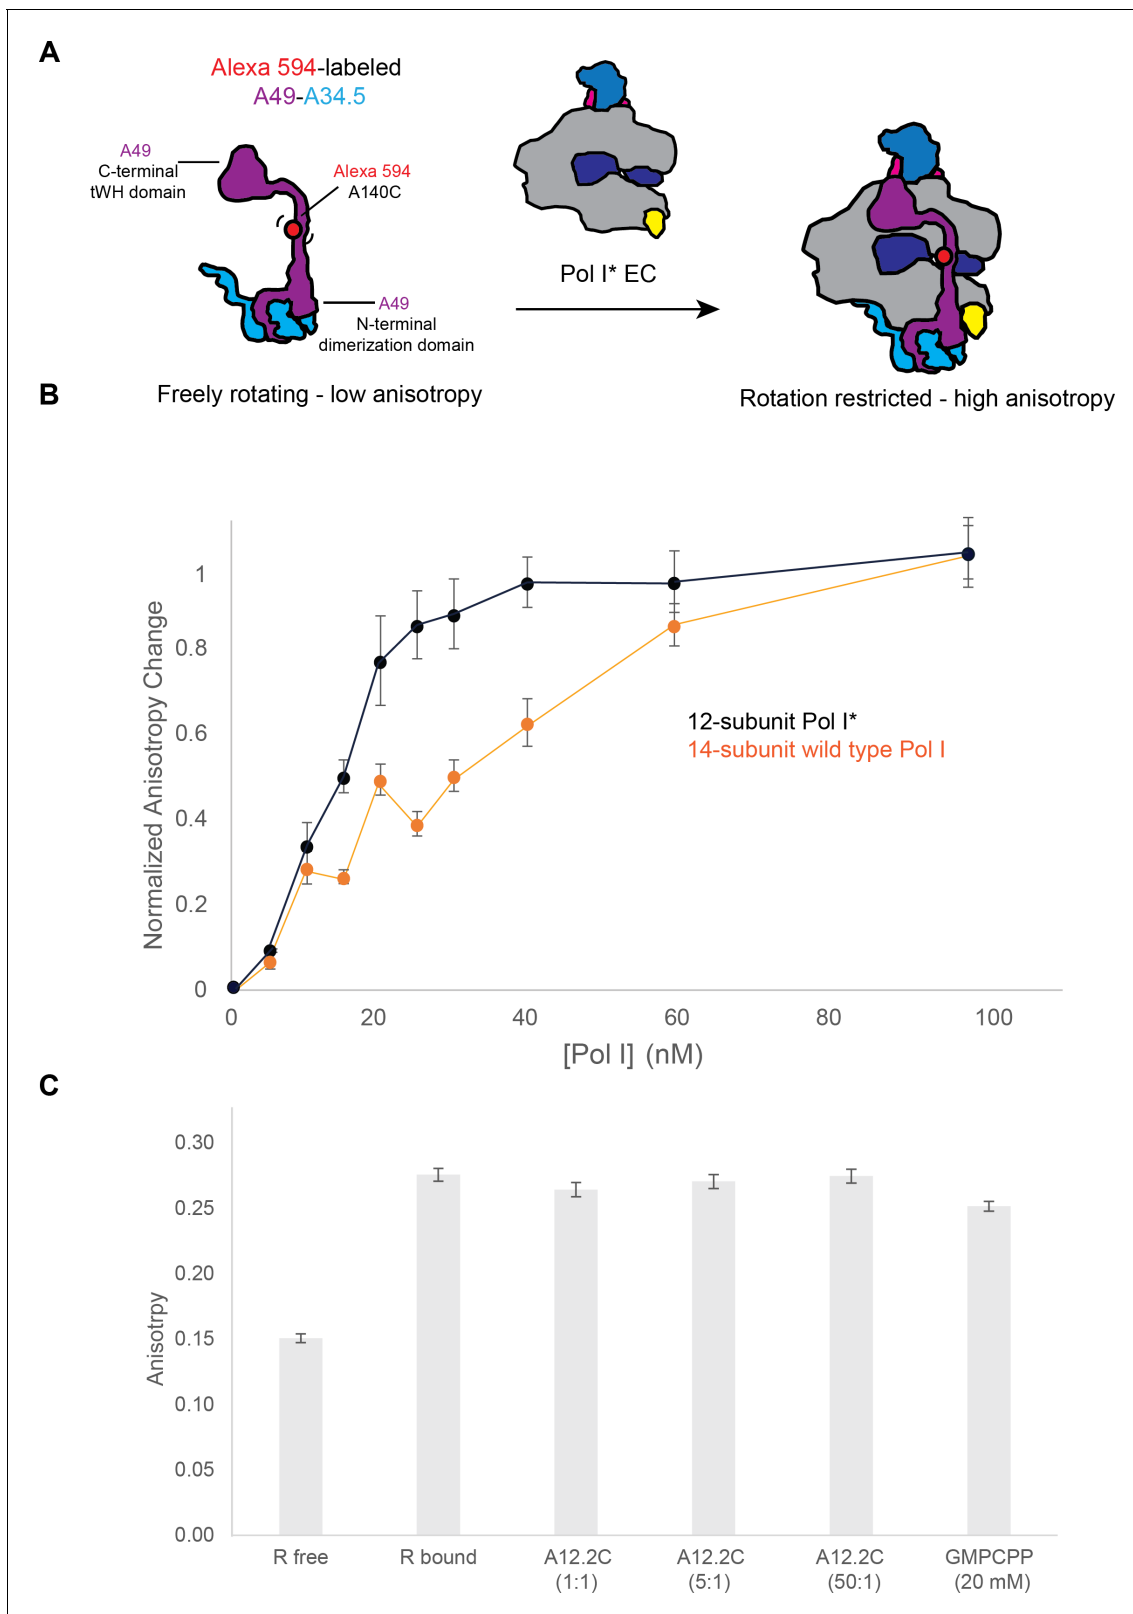 A
Alexa 594-labeled
A49-A34.5
A49
C-terminal
tWH domain
Alexa 594
A140C
A49
N-terminal
dimerization domain
Pol I* EC
Freely rotating - low anisotropy
Rotation restricted - high anisotropy
B
Normalized Anisotropy Change
1
0.8
0.6
0.4
0.2
0
0 20 40 60 80 100
[Pol I] (nM)
12-subunit Pol I*
14-subunit wild type Pol I
C
Anisotrpy
0.30
0.25
0.20
0.15
0.10
0.05
0.00
R free
R bound
A12.2C
(1:1)
A12.2C
(5:1)
A12.2C
(50:1)
GMPCPP
(20 mM)